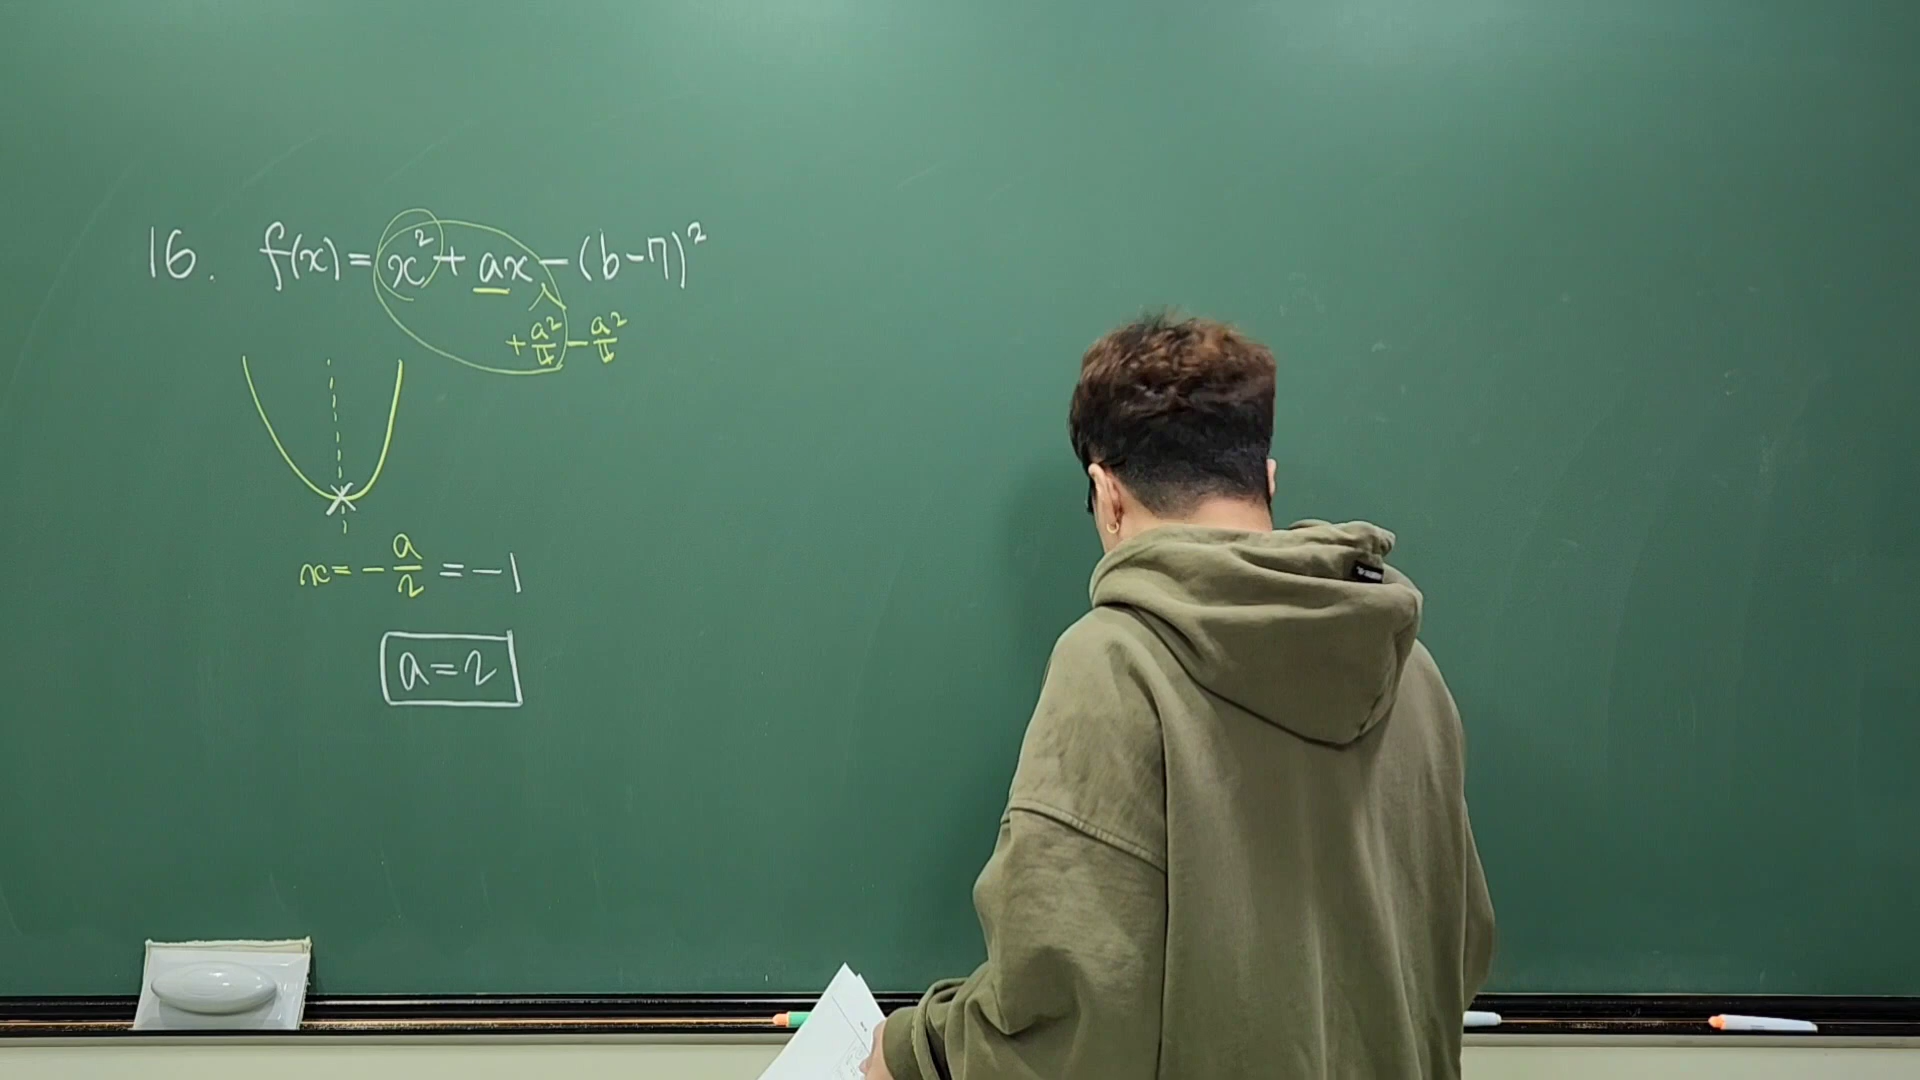 16. f(x) = x² + ax - (b-7)²
+ a²/4 - a²/4
x = - a/2 = -1
a = 2